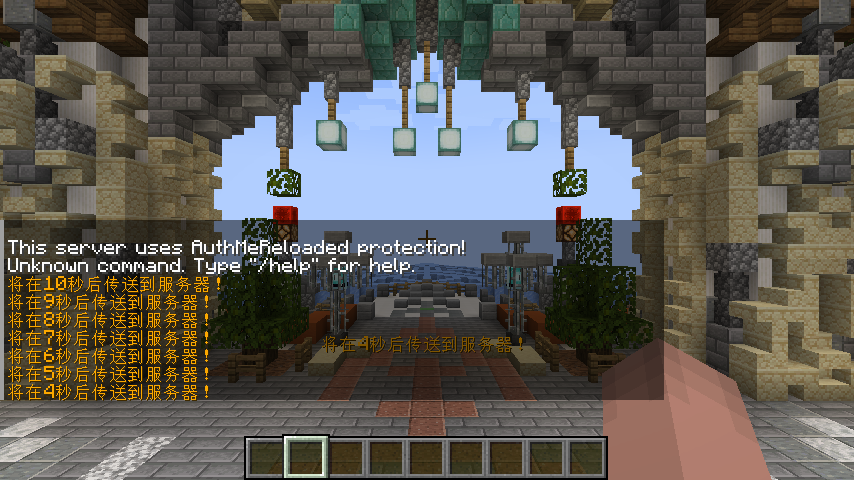 This server uses AuthMeReloaded protection!
Unknown command. Type "/help" for help.
将在10秒后传送到服务器！
将在9秒后传送到服务器！
将在8秒后传送到服务器！
将在7秒后传送到服务器！
将在6秒后传送到服务器！
将在5秒后传送到服务器！
将在4秒后传送到服务器！
将在4秒后传送到服务器！